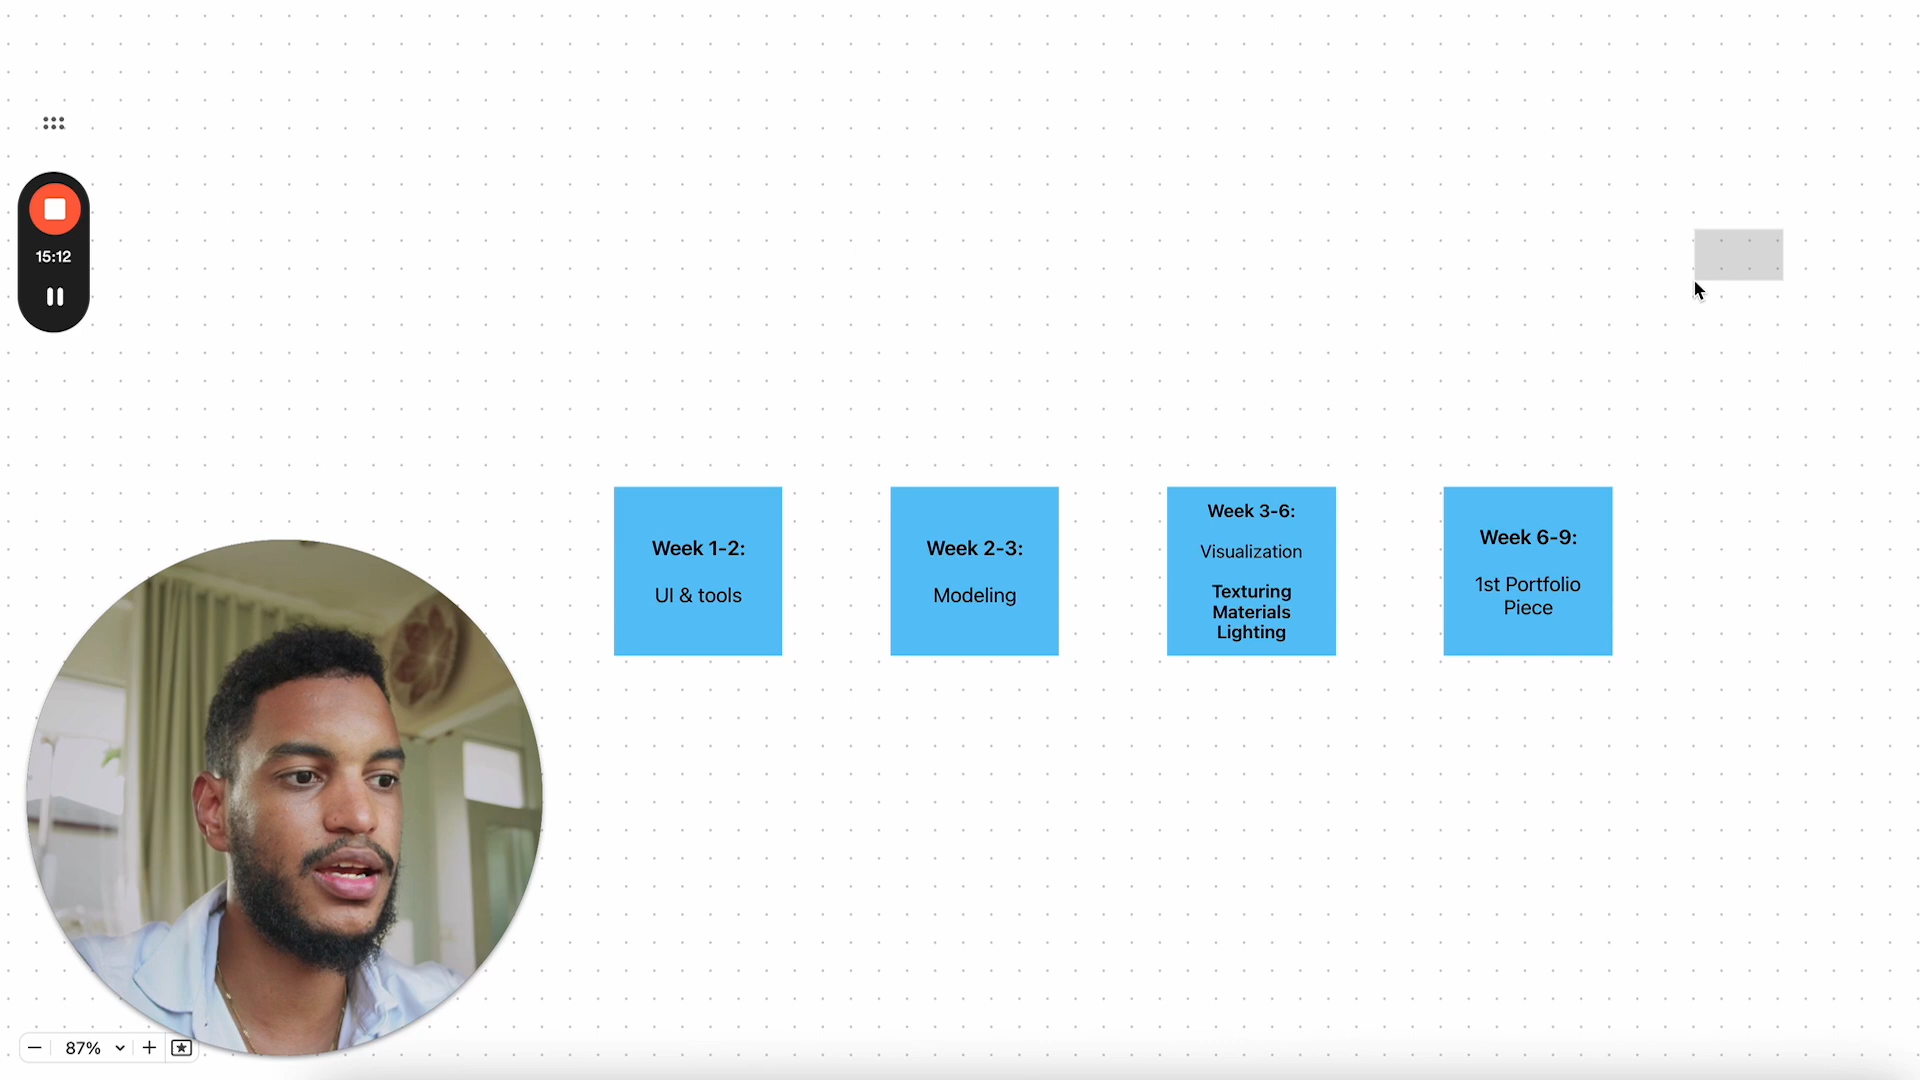 15:12
Week 1-2:
UI & tools
Week 2-3:
Modeling
Week 3-6:
Visualization
Texturing
Materials
Lighting
Week 6-9:
1st Portfolio
Piece
87%